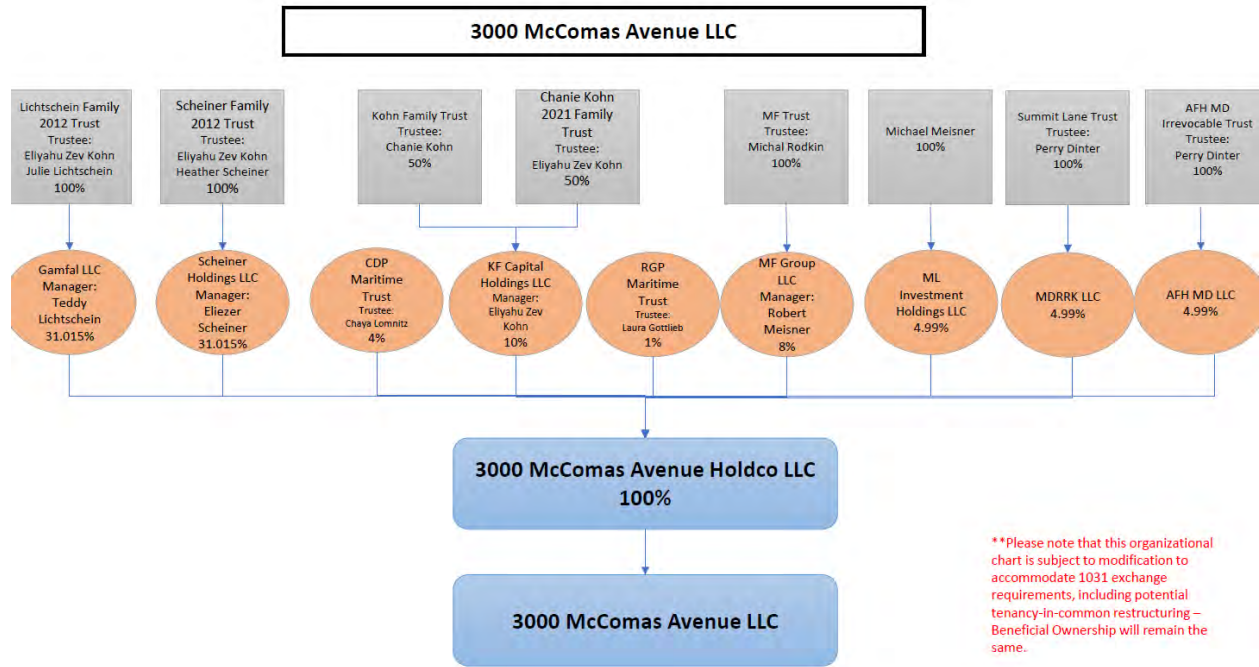 3000 McComas Avenue LLC
Lichtschein Family
2012 Trust
Trustee:
Eliyahu Zev Kohn
Julie Lichtschein
100%
Scheiner Family
2012 Trust
Trustee:
Eliyahu Zev Kohn
Heather Scheiner
100%
Kohn Family Trust
Trustee:
Chanie Kohn
50%
Chanie Kohn
2021 Family
Trust
Trustee:
Eliyahu Zev Kohn
50%
MF Trust
Trustee:
Michal Rodkin
100%
Michael Meisner
100%
Summit Lane Trust
Trustee:
Perry Dinter
100%
AFH MD
Irrevocable Trust
Trustee:
Perry Dinter
100%
Gamfal LLC
Manager:
Teddy
Lichtschein
31.015%
Scheiner
Holdings LLC
Manager:
Eliezer
Scheiner
31.015%
CDP
Maritime
Trust
Trustee:
Chaya Lomnitz
4%
KF Capital
Holdings LLC
Manager:
Eliyahu Zev
Kohn
10%
RGP
Maritime
Trust
Trustee:
Laura Gottlieb
1%
MF Group
LLC
Manager:
Robert
Meisner
8%
ML
Investment
Holdings LLC
4.99%
MDRRK LLC
4.99%
AFH MD LLC
4.99%
3000 McComas Avenue Holdco LLC
100%
3000 McComas Avenue LLC
**Please note that this organizational
chart is subject to modification to
accommodate 1031 exchange
requirements, including potential
tenancy-in-common restructuring –
Beneficial Ownership will remain the
same.